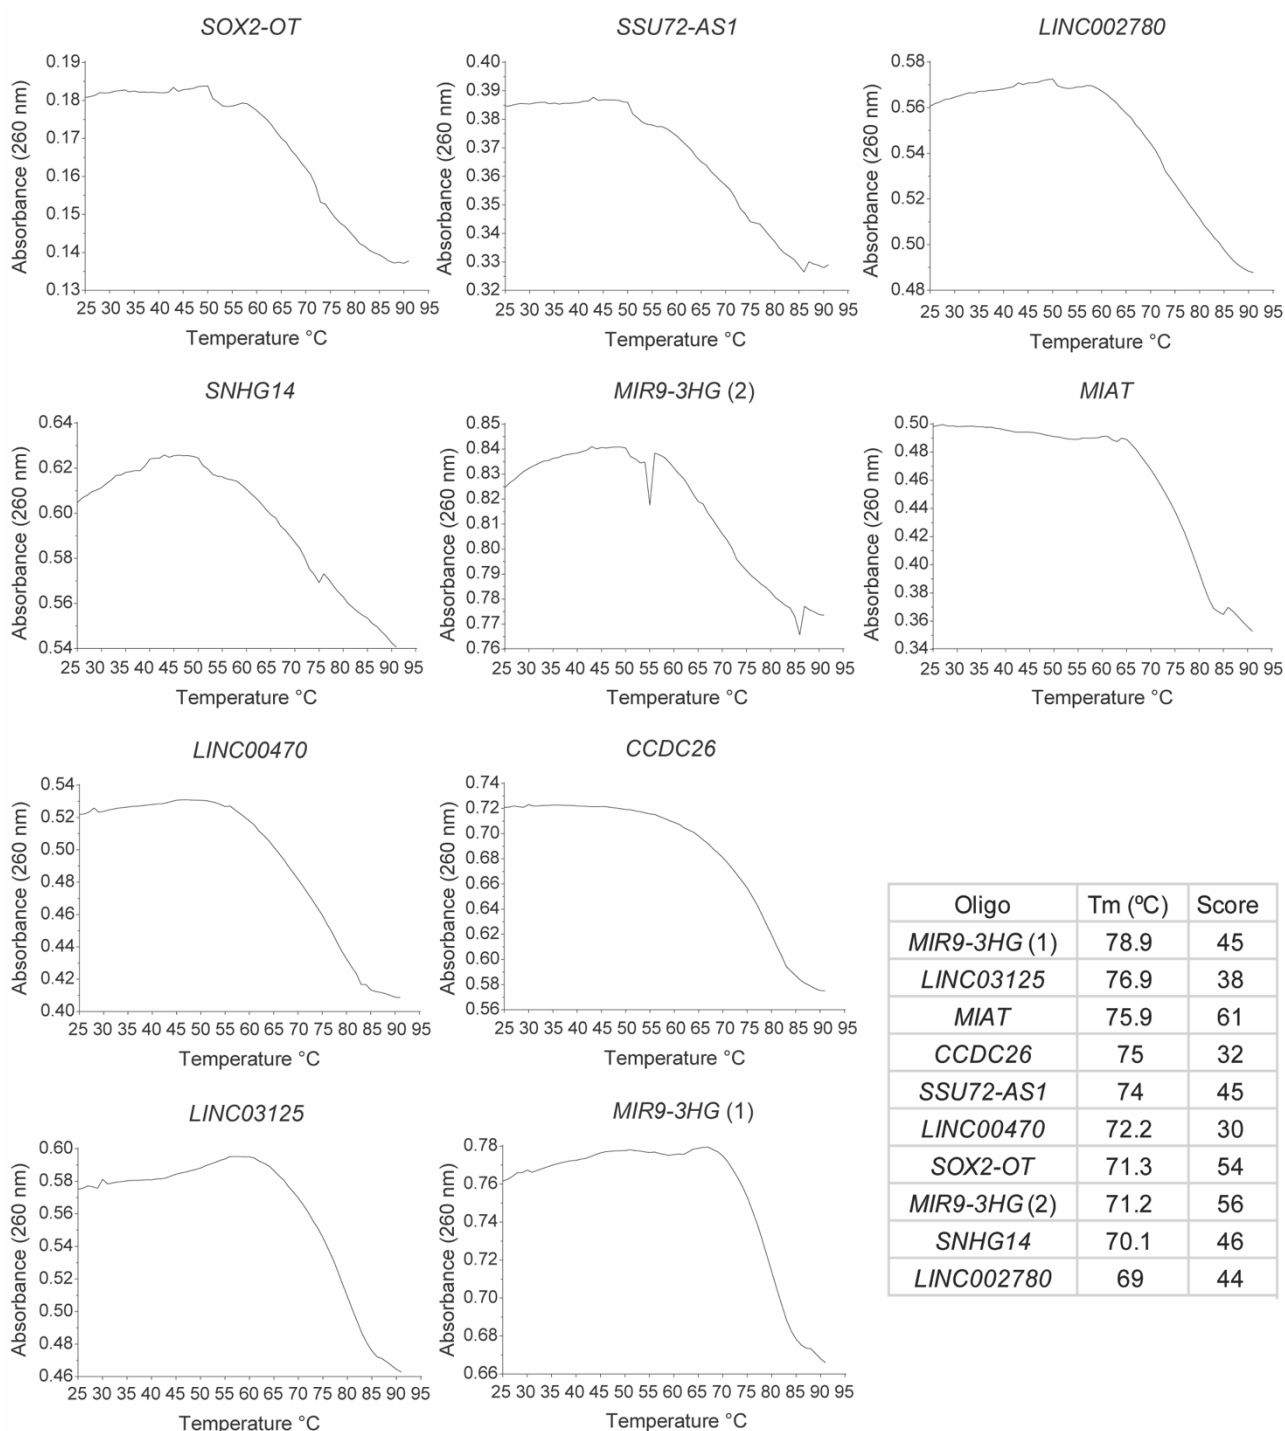 SOX2-OT
Absorbance (260 nm)
0.19
0.18
0.17
0.16
0.15
0.14
0.13
25 30 35 40 45 50 55 60 65 70 75 80 85 90 95
Temperature °C
SSU72-AS1
Absorbance (260 nm)
0.40
0.39
0.38
0.37
0.36
0.35
0.34
0.33
0.32
25 30 35 40 45 50 55 60 65 70 75 80 85 90 95
Temperature °C
LINC002780
Absorbance (260 nm)
0.58
0.56
0.54
0.52
0.50
0.48
25 30 35 40 45 50 55 60 65 70 75 80 85 90 95
Temperature °C
SNHG14
Absorbance (260 nm)
0.64
0.62
0.60
0.58
0.56
0.54
25 30 35 40 45 50 55 60 65 70 75 80 85 90 95
Temperature °C
MIR9-3HG (2)
Absorbance (260 nm)
0.85
0.84
0.83
0.82
0.81
0.80
0.79
0.78
0.77
0.76
25 30 35 40 45 50 55 60 65 70 75 80 85 90 95
Temperature °C
MIAT
Absorbance (260 nm)
0.50
0.48
0.46
0.44
0.42
0.40
0.38
0.36
0.34
25 30 35 40 45 50 55 60 65 70 75 80 85 90 95
Temperature °C
LINC00470
Absorbance (260 nm)
0.54
0.52
0.50
0.48
0.46
0.44
0.42
0.40
25 30 35 40 45 50 55 60 65 70 75 80 85 90 95
Temperature °C
CCDC26
Absorbance (260 nm)
0.74
0.72
0.70
0.68
0.66
0.64
0.62
0.60
0.58
0.56
25 30 35 40 45 50 55 60 65 70 75 80 85 90 95
Temperature °C
LINC03125
Absorbance (260 nm)
0.60
0.58
0.56
0.54
0.52
0.50
0.48
0.46
25 30 35 40 45 50 55 60 65 70 75 80 85 90 95
Temperature °C
MIR9-3HG (1)
Absorbance (260 nm)
0.78
0.76
0.74
0.72
0.70
0.68
0.66
25 30 35 40 45 50 55 60 65 70 75 80 85 90 95
Temperature °C
Oligo Tm (ºC) Score
MIR9-3HG (1) 78.9 45
LINC03125 76.9 38
MIAT 75.9 61
CCDC26 75 32
SSU72-AS1 74 45
LINC00470 72.2 30
SOX2-OT 71.3 54
MIR9-3HG (2) 71.2 56
SNHG14 70.1 46
LINC002780 69 44